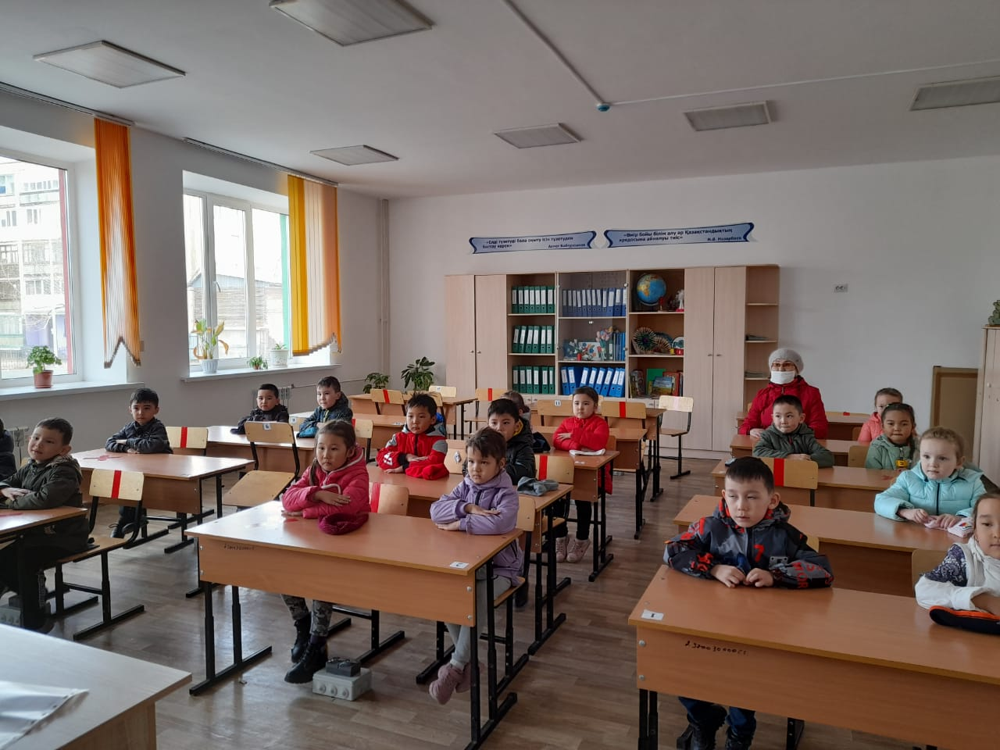 «Елді түзетуді бала оқыту ісін түзетуден
бастау керек»
Ахмет Байтұрсынов
«Өмір бойы білім алу әр Қазақстандықтың
кредосына айналуы тиіс»
Н.Ә. Назарбаев